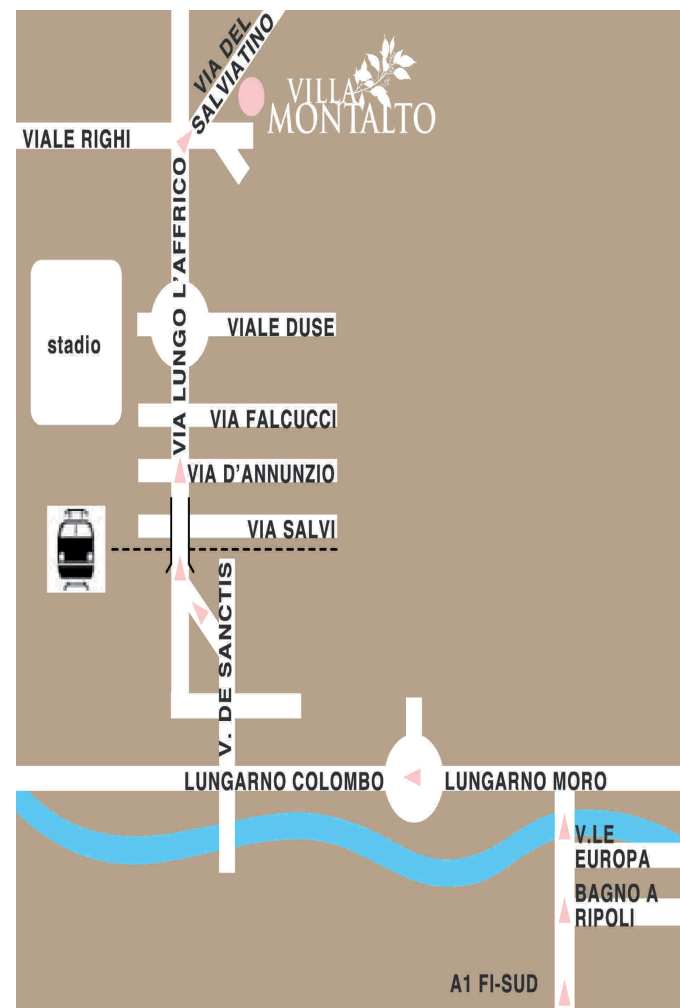 VIA DEL
SALVIATINO
VILLA
MONTALTO
VIALE RIGHI
VIA LUNGO L'AFFRICO
stadio
VIALE DUSE
VIA FALCUCCI
VIA D'ANNUNZIO
VIA SALVI
V. DE SANCTIS
LUNGARNO COLOMBO
LUNGARNO MORO
V.LE
EUROPA
BAGNO A
RIPOLI
A1 FI-SUD